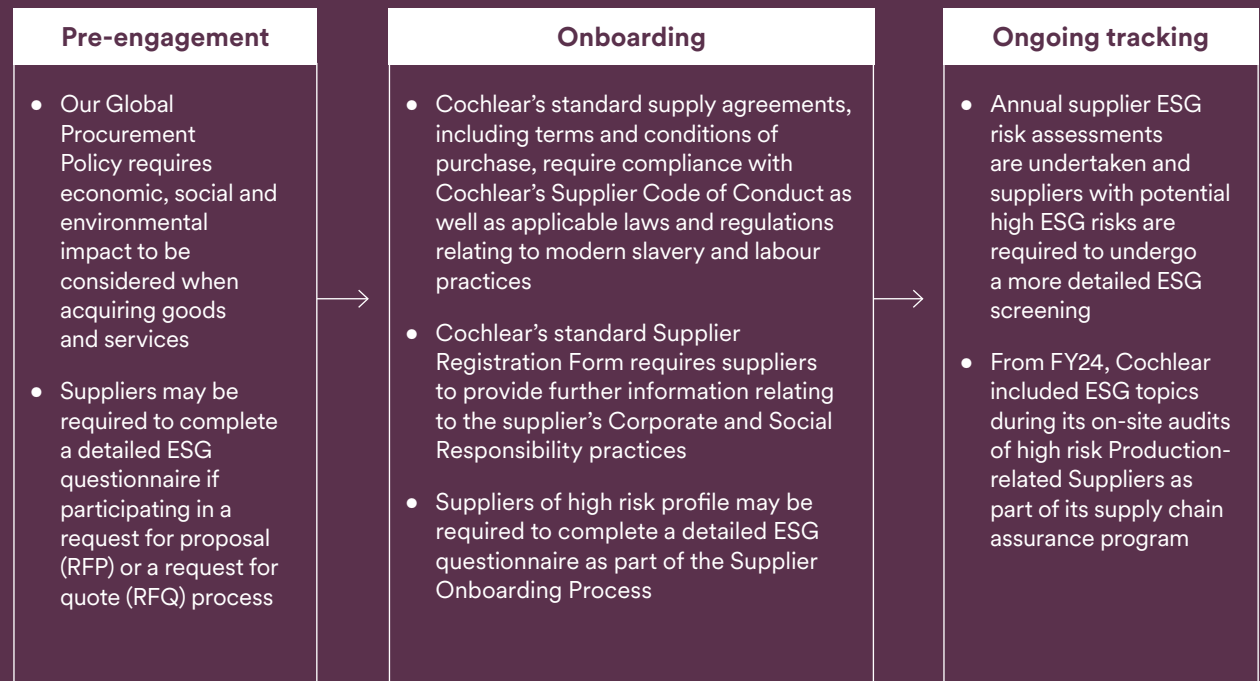 Pre-engagement
● Our Global
Procurement
Policy requires
economic, social and
environmental
impact to be
considered when
acquiring goods
and services
● Suppliers may be
required to complete
a detailed ESG
questionnaire if
participating in a
request for proposal
(RFP) or a request for
quote (RFQ) process
Onboarding
● Cochlear’s standard supply agreements,
including terms and conditions of
purchase, require compliance with
Cochlear’s Supplier Code of Conduct as
well as applicable laws and regulations
relating to modern slavery and labour
practices
● Cochlear’s standard Supplier
Registration Form requires suppliers
to provide further information relating
to the supplier’s Corporate and Social
Responsibility practices
● Suppliers of high risk profile may be
required to complete a detailed ESG
questionnaire as part of the Supplier
Onboarding Process
Ongoing tracking
● Annual supplier ESG
risk assessments
are undertaken and
suppliers with potential
high ESG risks are
required to undergo
a more detailed ESG
screening
● From FY24, Cochlear
included ESG topics
during its on-site audits
of high risk Production-
related Suppliers as
part of its supply chain
assurance program